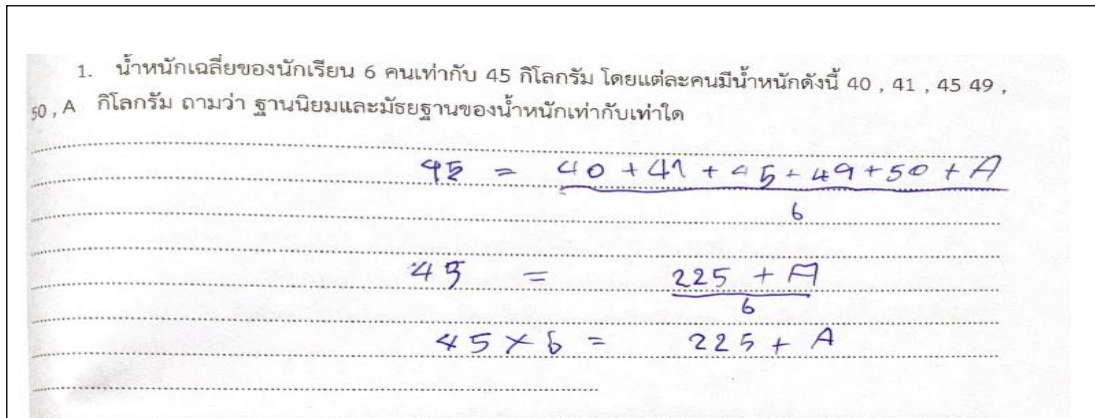 1. น้ำหนักเฉลี่ยของนักเรียน 6 คนเท่ากับ 45 กิโลกรัม โดยแต่ละคนมีน้ำหนักดังนี้ 40 , 41 , 45 49 ,
50 , A กิโลกรัม ถามว่า ฐานนิยมและมัธยฐานของน้ำหนักเท่ากับเท่าใด
45 = 40 + 41 + 45 + 49 + 50 + A
6
45 = 225 + A
6
45 × 6 = 225 + A